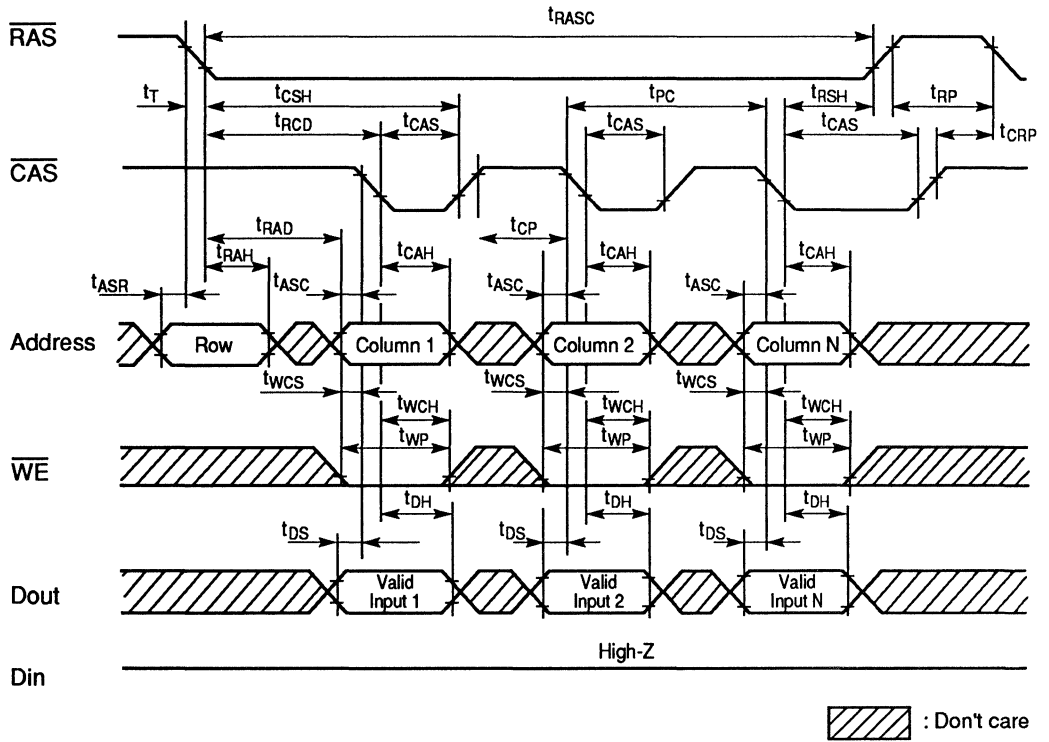 RAS
tRASC
tT
tCSH
tPC
tRSH
tRP
tRCD
tCAS
tCAS
tCAS
tCRP
CAS
tRAD
tCP
tRAH
tCAH
tCAH
tCAH
tASR
tASC
tASC
tASC
Address
Row
Column 1
Column 2
Column N
tWCS
tWCS
tWCS
tWCH
tWCH
tWCH
tWP
tWP
tWP
WE
tDH
tDH
tDH
tDS
tDS
tDS
Dout
Valid
Input 1
Valid
Input 2
Valid
Input N
High-Z
Din
: Don't care